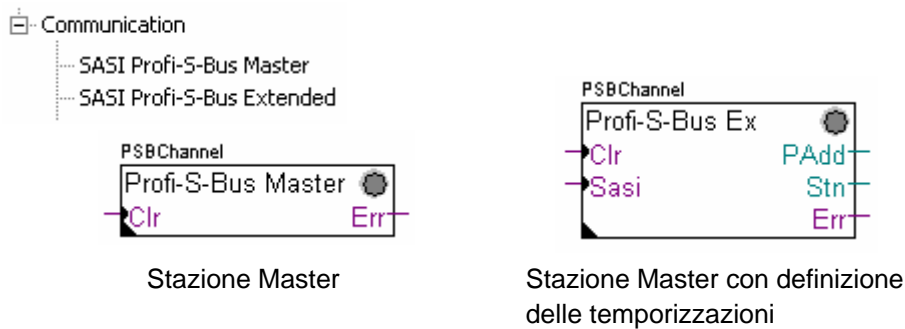 Communication
SASI Profi-S-Bus Master
SASI Profi-S-Bus Extended
PSBChannel
Profi-S-Bus Master
Clr Err
Stazione Master
PSBChannel
Profi-S-Bus Ex
Clr PAdd
Sasi Stn
Err
Stazione Master con definizione
delle temporizzazioni